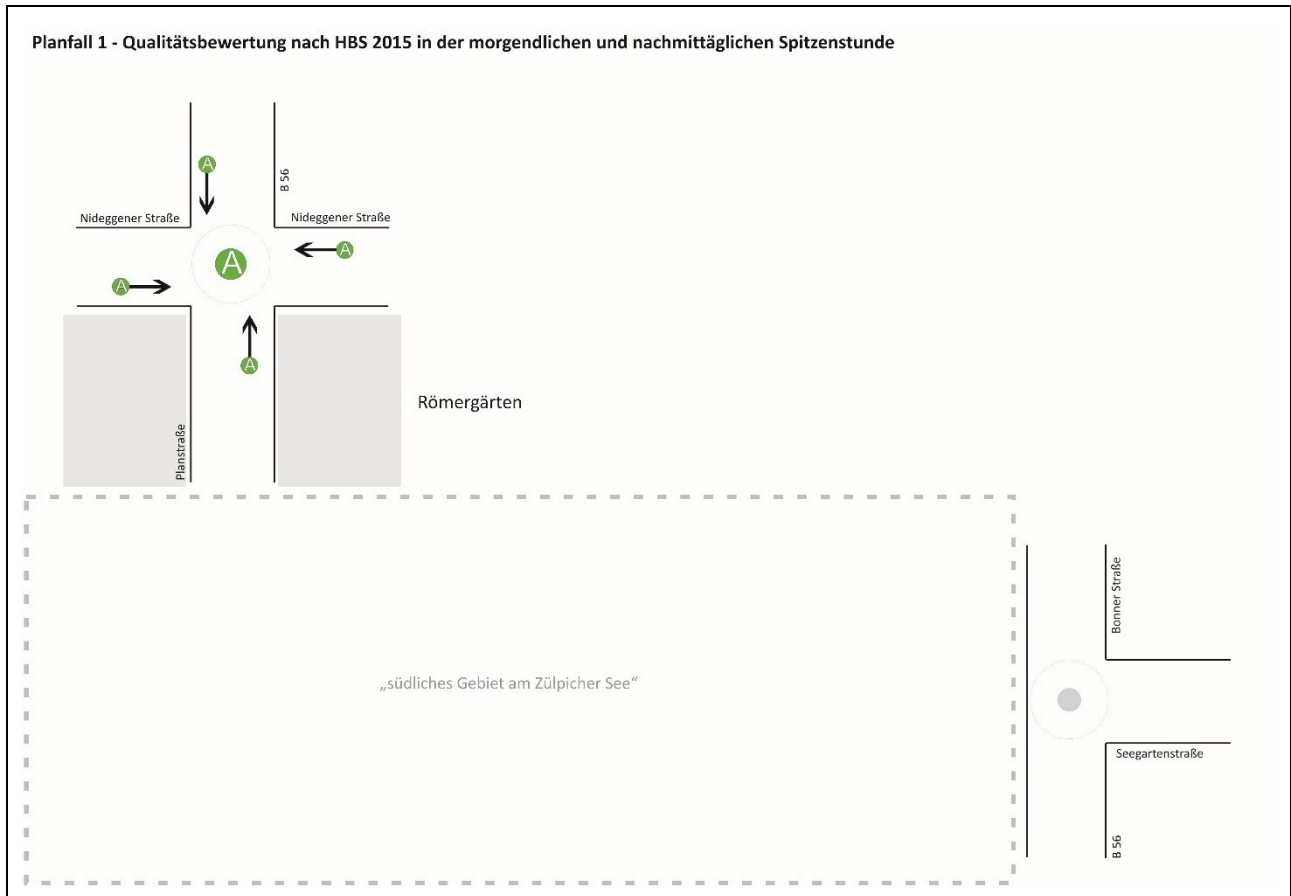 Planfall 1 - Qualitätsbewertung nach HBS 2015 in der morgendlichen und nachmittäglichen Spitzenstunde
A
B 56
Nideggener Straße
Nideggener Straße
A
A
A
A
Römergärten
Planstraße
Bonner Straße
„südliches Gebiet am Zülpicher See“
Seegartenstraße
B 56